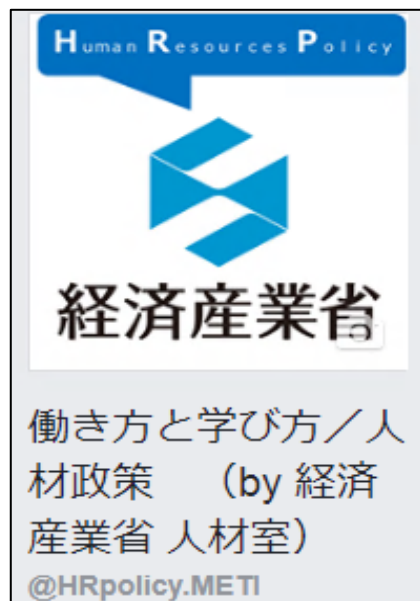 Human Resources Policy
経済産業省
働き方と学び方／人
材政策　（by 経済
産業省 人材室）
@HRpolicy.METI